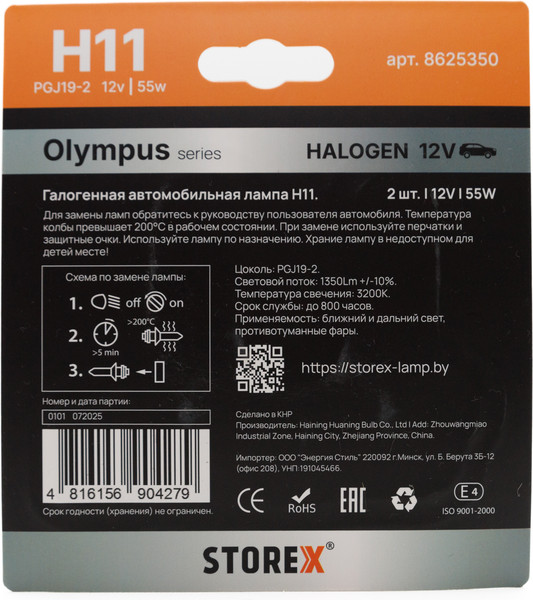 H11
PGJ19-2 12v | 55w
арт. 8625350
Olympus series
HALOGEN 12V
Галогенная автомобильная лампа H11.
2 шт. I 12V I 55W
Для замены ламп обратитесь к руководству пользователя автомобиля. Температура
колбы превышает 200°C в рабочем состоянии. При замене используйте перчатки и
защитные очки. Используйте лампу по назначению. Храните лампу в недоступном для
детей месте!
Схема по замене лампы:
1. off on
2. >200°C
>5 min
3.
Цоколь: PGJ19-2.
Световой поток: 1350Lm +/-10%.
Температура свечения: 3200K.
Срок службы: до 800 часов.
Применяемость: ближний и дальний свет,
противотуманные фары.
https://storex-lamp.by
Номер и дата партии:
0101 072025
4 816156 904279
Срок годности (хранения) не ограничен.
Сделано в КНР
Производитель: Haining Huaning Bulb Co., Ltd I Add: Zhouwangmiao
Industrial Zone, Haining City, Zhejiang Province, China.
Импортер: ООО "Энергия Стиль" 220092 г.Минск, ул. Б. Берута 3Б-12
(офис 208), УНП:191045466.
CE
RoHS
EAC
E4
ISO 9001-2000
STOREX®